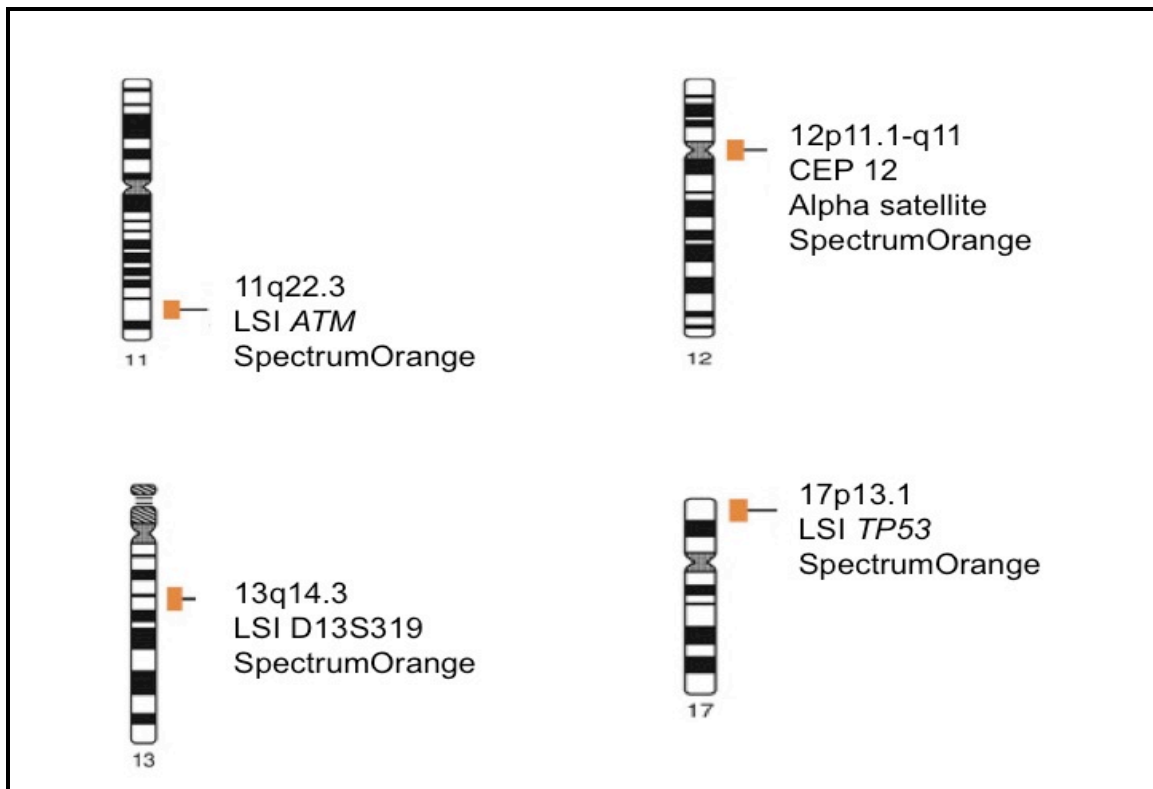 11q22.3
LSI ATM
SpectrumOrange
11
12p11.1-q11
CEP 12
Alpha satellite
SpectrumOrange
12
13q14.3
LSI D13S319
SpectrumOrange
13
17p13.1
LSI TP53
SpectrumOrange
17